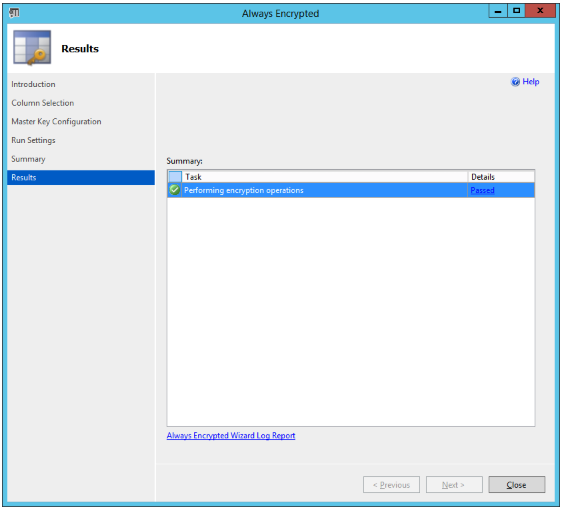 Always Encrypted
Results
Help
Introduction
Column Selection
Master Key Configuration
Run Settings
Summary
Results
Summary:
Task Details
Performing encryption operations Passed
Always Encrypted Wizard Log Report
< Previous Next > Close